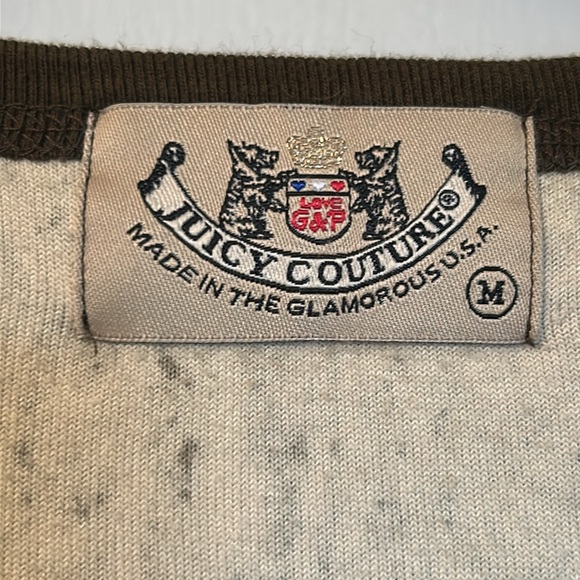 LOVE
G&P
JUICY COUTURE®
MADE IN THE GLAMOROUS U.S.A.
M